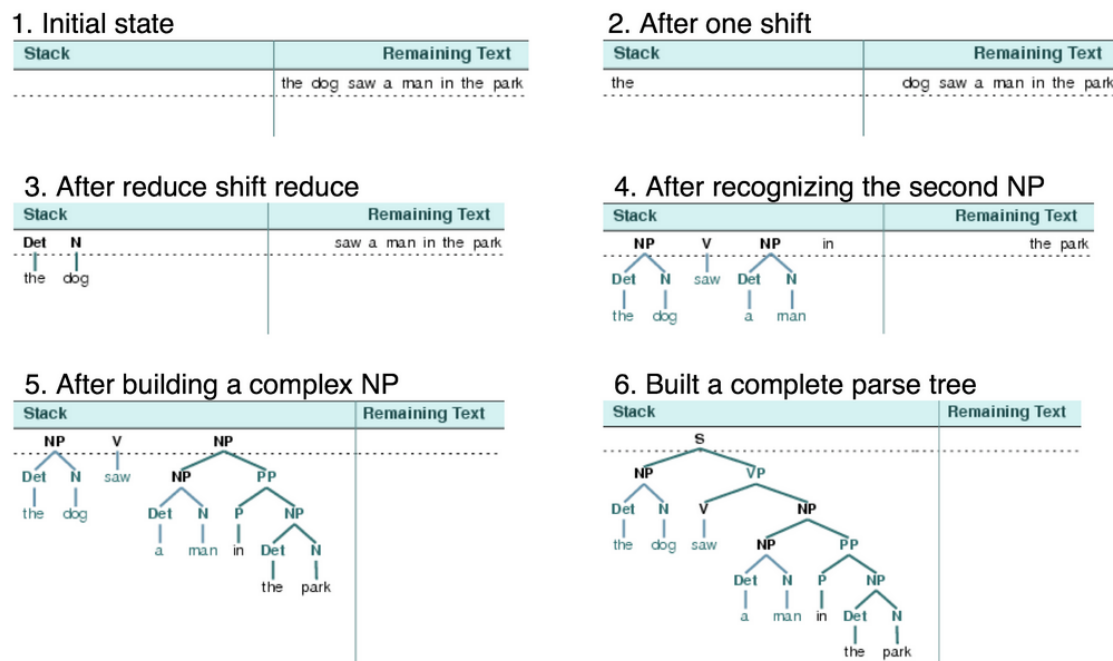 1. Initial state
Stack Remaining Text
the dog saw a man in the park
2. After one shift
Stack Remaining Text
the dog saw a man in the park
3. After reduce shift reduce
Stack Remaining Text
Det N saw a man in the park
the dog
4. After recognizing the second NP
Stack Remaining Text
NP V NP in the park
Det N saw Det N
the dog a man
5. After building a complex NP
Stack Remaining Text
NP V NP
Det N saw NP PP
the dog Det N P NP
a man in Det N
the park
6. Built a complete parse tree
Stack Remaining Text
S
NP VP
Det N V NP
the dog saw NP PP
Det N P NP
a man in Det N
the park